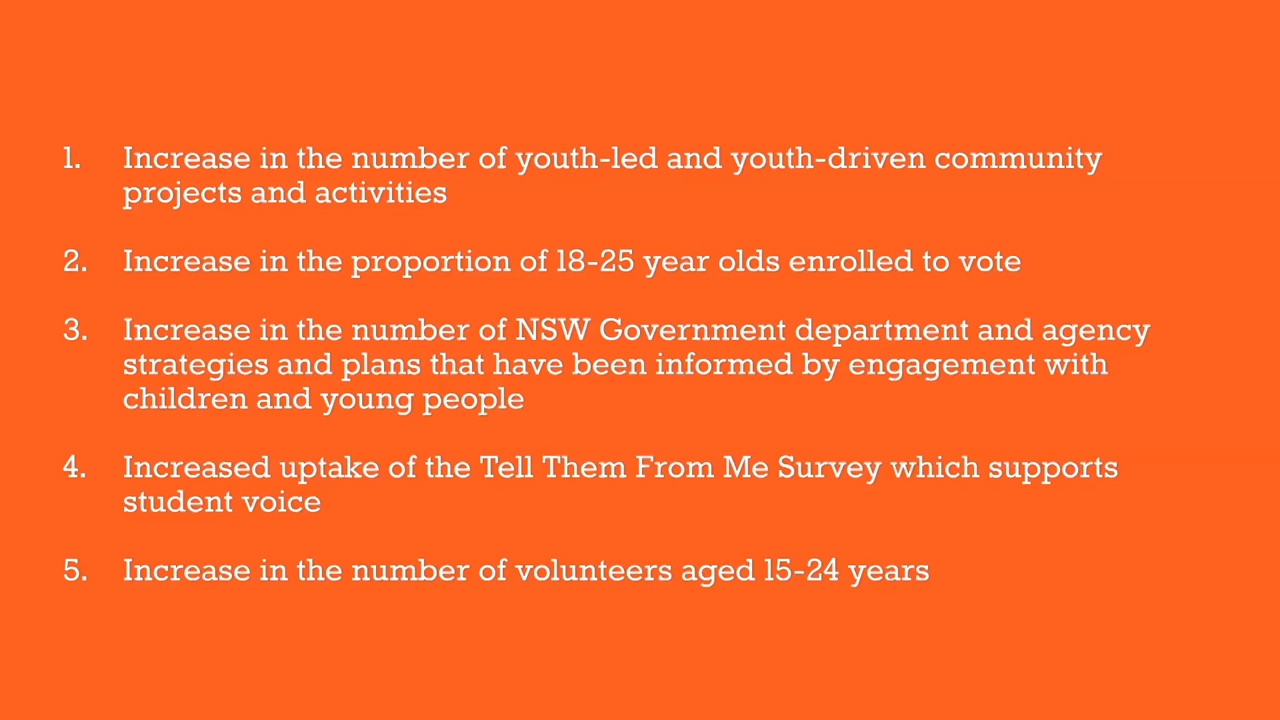 1. Increase in the number of youth-led and youth-driven community
projects and activities
2. Increase in the proportion of 18-25 year olds enrolled to vote
3. Increase in the number of NSW Government department and agency
strategies and plans that have been informed by engagement with
children and young people
4. Increased uptake of the Tell Them From Me Survey which supports
student voice
5. Increase in the number of volunteers aged 15-24 years